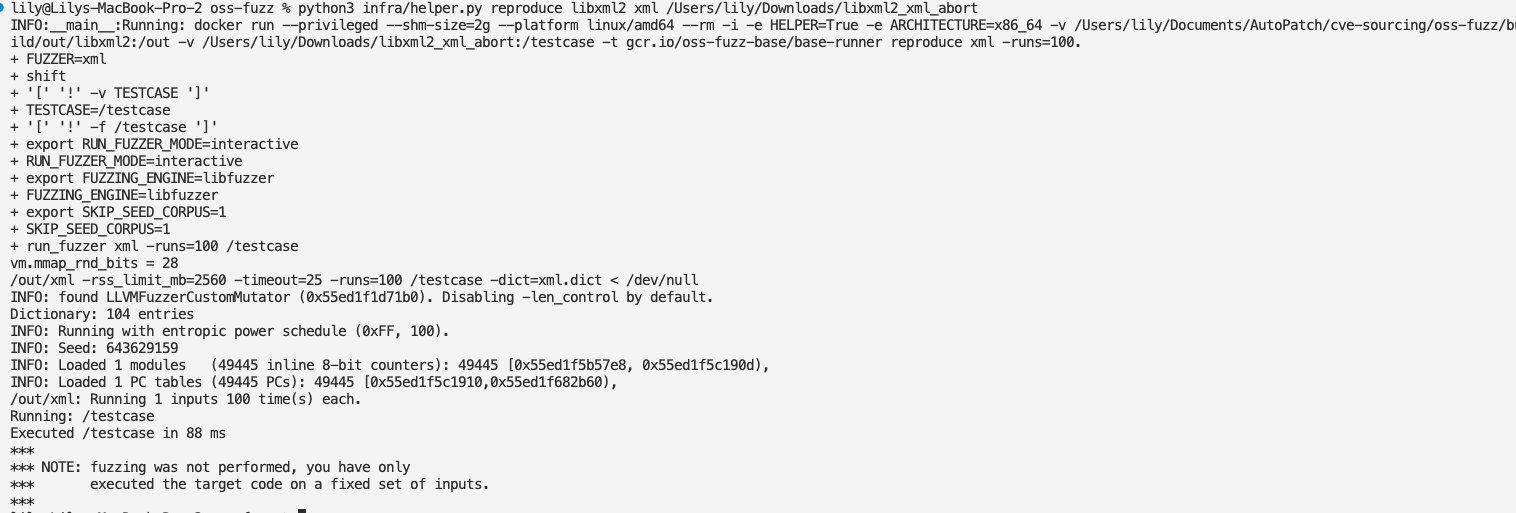 lily@Lilys-MacBook-Pro-2 oss-fuzz % python3 infra/helper.py reproduce libxml2 xml /Users/lily/Downloads/libxml2_xml_abort
INFO:__main__:Running: docker run --privileged --shm-size=2g --platform linux/amd64 --rm -i -e HELPER=True -e ARCHITECTURE=x86_64 -v /Users/lily/Documents/AutoPatch/cve-sourcing/oss-fuzz/bu
ild/out/libxml2:/out -v /Users/lily/Downloads/libxml2_xml_abort:/testcase -t gcr.io/oss-fuzz-base/base-runner reproduce xml -runs=100.
+ FUZZER=xml
+ shift
+ '[' '!' -v TESTCASE ']'
+ TESTCASE=/testcase
+ '[' '!' -f /testcase ']'
+ export RUN_FUZZER_MODE=interactive
+ RUN_FUZZER_MODE=interactive
+ export FUZZING_ENGINE=libfuzzer
+ FUZZING_ENGINE=libfuzzer
+ export SKIP_SEED_CORPUS=1
+ SKIP_SEED_CORPUS=1
+ run_fuzzer xml -runs=100 /testcase
vm.mmap_rnd_bits = 28
/out/xml -rss_limit_mb=2560 -timeout=25 -runs=100 /testcase -dict=xml.dict < /dev/null
INFO: found LLVMFuzzerCustomMutator (0x55ed1f1d71b0). Disabling -len_control by default.
Dictionary: 104 entries
INFO: Running with entropic power schedule (0xFF, 100).
INFO: Seed: 643629159
INFO: Loaded 1 modules   (49445 inline 8-bit counters): 49445 [0x55ed1f5b57e8, 0x55ed1f5c190d),
INFO: Loaded 1 PC tables (49445 PCs): 49445 [0x55ed1f5c1910,0x55ed1f682b60),
/out/xml: Running 1 inputs 100 time(s) each.
Running: /testcase
Executed /testcase in 88 ms
***
*** NOTE: fuzzing was not performed, you have only
***       executed the target code on a fixed set of inputs.
***